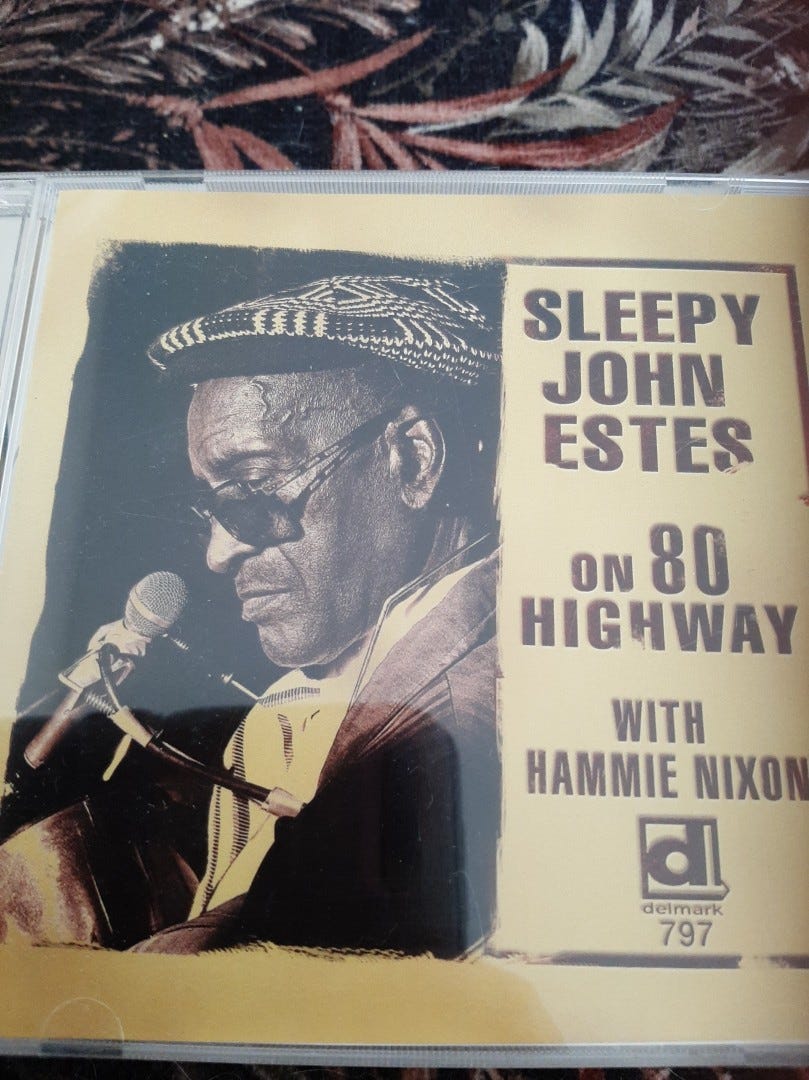 SLEEPY
JOHN
ESTES
ON 80
HIGHWAY
WITH
HAMMIE NIXON
d
delmark
797